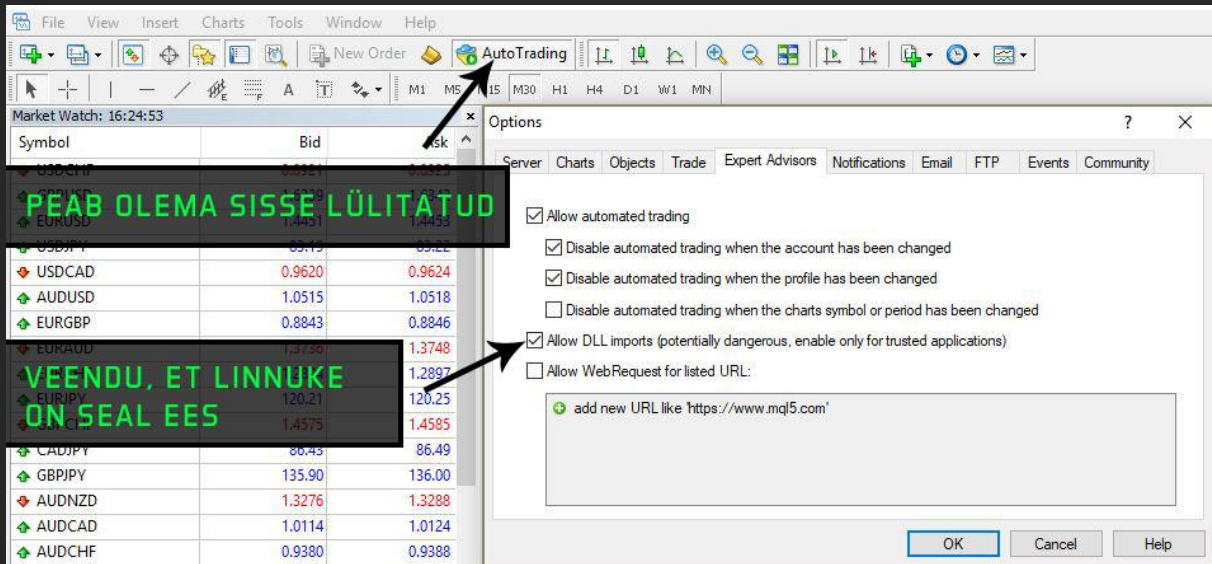 File View Insert Charts Tools Window Help
New Order AutoTrading
E F A T M1 M5 M15 M30 H1 H4 D1 W1 MN
Market Watch: 16:24:53
Symbol Bid Ask
PEAB OLEMA SISSE LÜLITATUD
USDCAD 0.9620 0.9624
AUDUSD 1.0515 1.0518
EURGBP 0.8843 0.8846
EURAUD 1.3736 1.3748
1.2897
VEENDU, ET LINNUKE
EURJPY 120.21 120.25
ON SEAL EES
1.4575 1.4585
CADJPY 86.43 86.49
GBPJPY 135.90 136.00
AUDNZD 1.3276 1.3288
AUDCAD 1.0114 1.0124
AUDCHF 0.9380 0.9388
Options ?
Server Charts Objects Trade Expert Advisors Notifications Email FTP Events Community
Allow automated trading
Disable automated trading when the account has been changed
Disable automated trading when the profile has been changed
Disable automated trading when the charts symbol or period has been changed
Allow DLL imports (potentially dangerous, enable only for trusted applications)
Allow WebRequest for listed URL:
add new URL like 'https://www.mql5.com'
OK Cancel Help